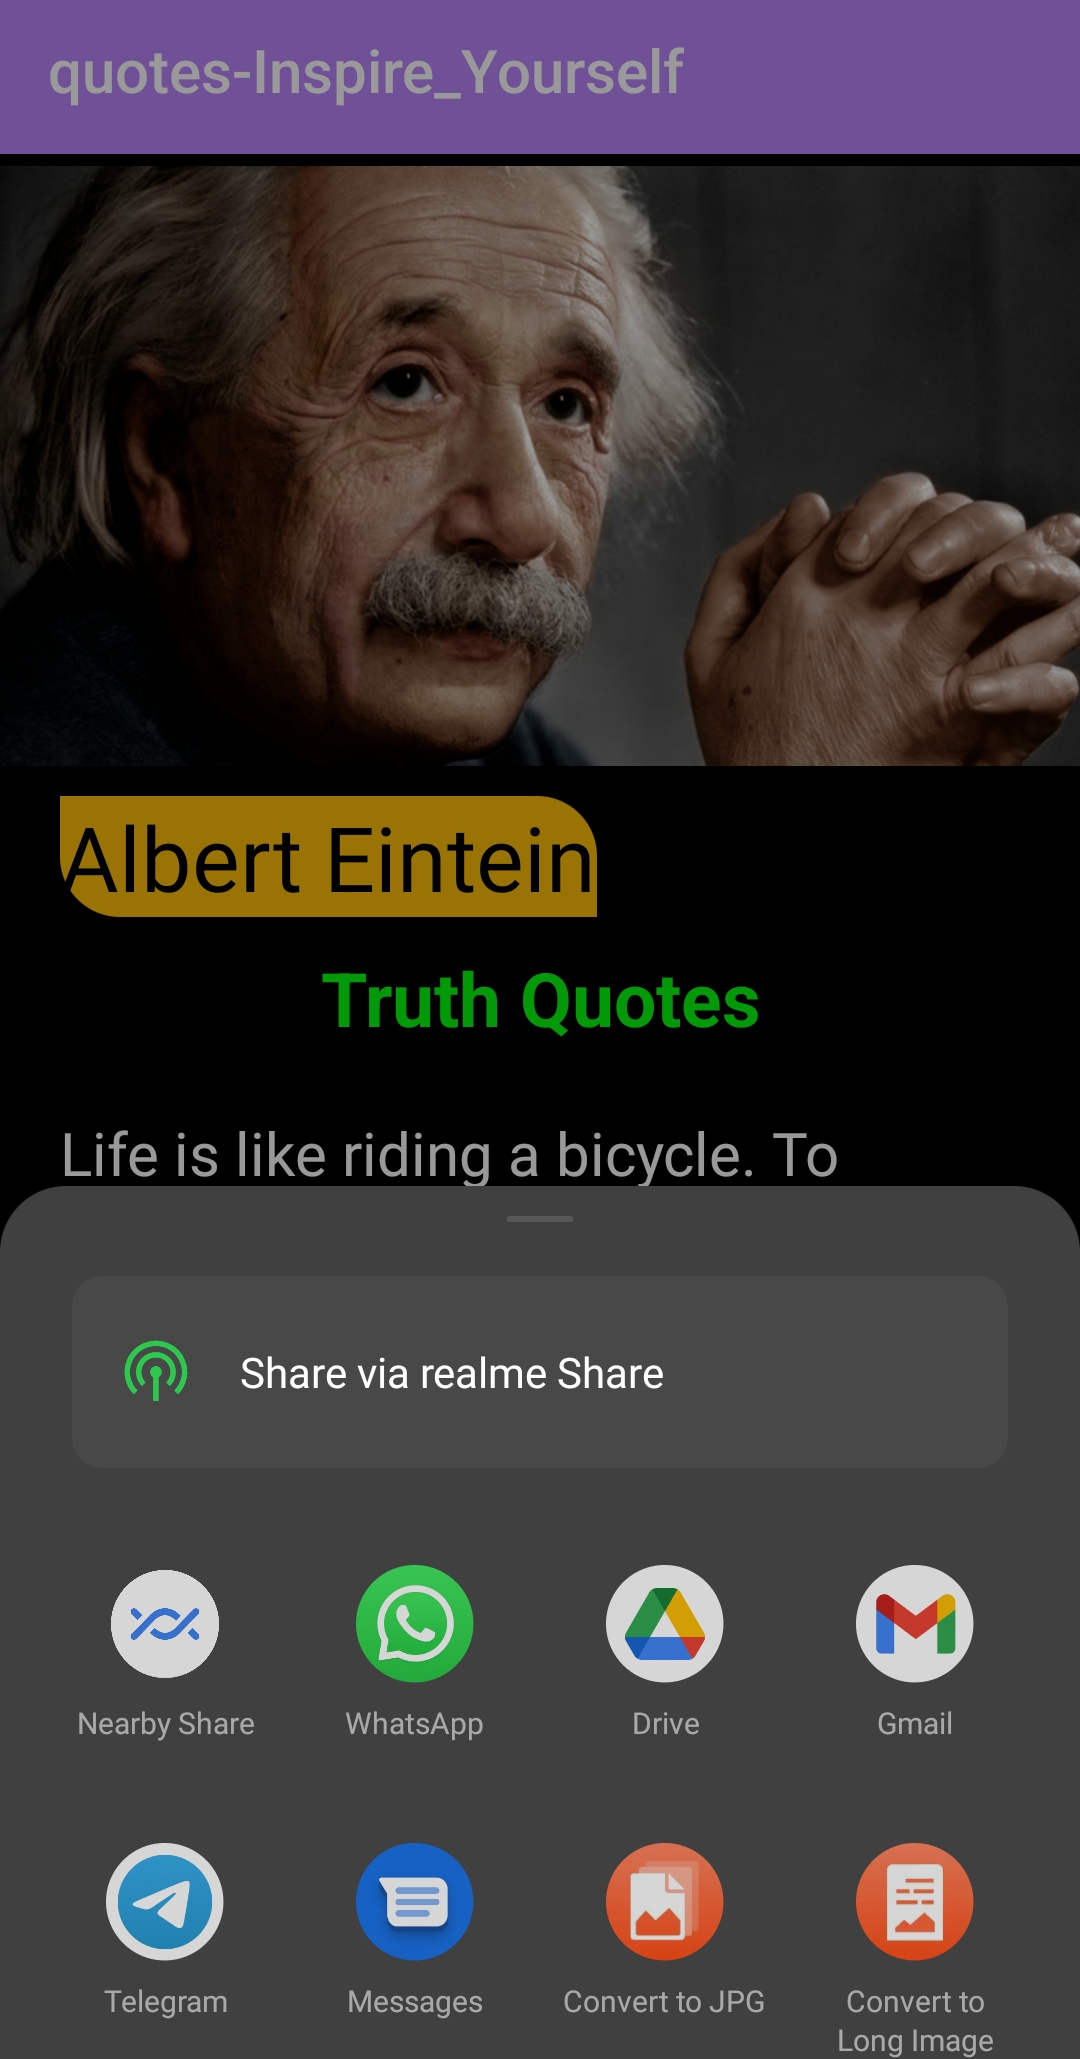 quotes-Inspire_Yourself
Albert Eintein
Truth Quotes
Life is like riding a bicycle. To
Share via realme Share
Nearby Share
WhatsApp
Drive
Gmail
Telegram
Messages
Convert to JPG
Convert to
Long Image